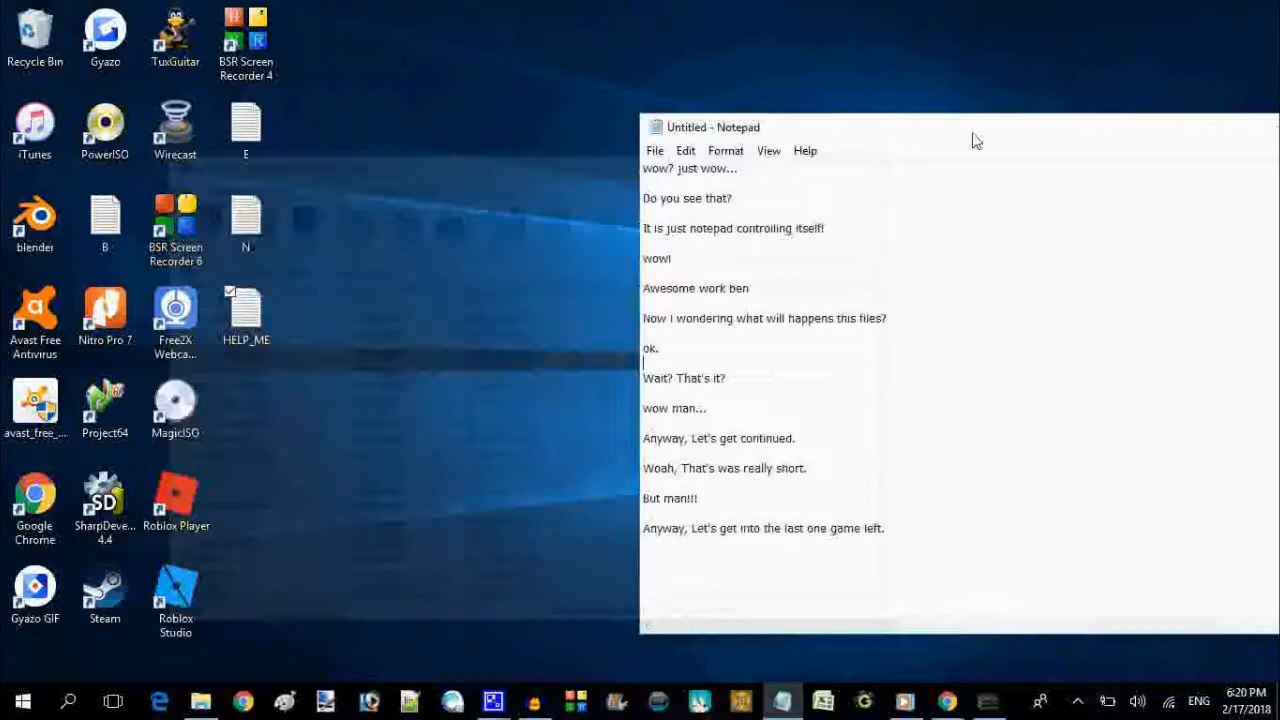 Recycle Bin
Gyazo
TuxGuitar
BSR Screen
Recorder 4
iTunes
PowerISO
Wirecast
E
blender
B
BSR Screen
Recorder 6
N
Avast Free
Antivirus
Nitro Pro 7
Free2X
Webca...
HELP_ME
avast_free_...
Project64
MagicISO
Google
Chrome
SD
SharpDeve...
4.4
Roblox Player
Gyazo GIF
Steam
Roblox
Studio
Untitled - Notepad
File Edit Format View Help
wow? just wow...
Do you see that?
It is just notepad controlling itself!
wow!
Awesome work ben
Now i wondering what will happens this files?
ok.
Wait? That's it?
wow man...
Anyway, Let's get continued.
Woah, That's was really short.
But man!!!
Anyway, Let's get into the last one game left.
ENG
6:20 PM
2/17/2018